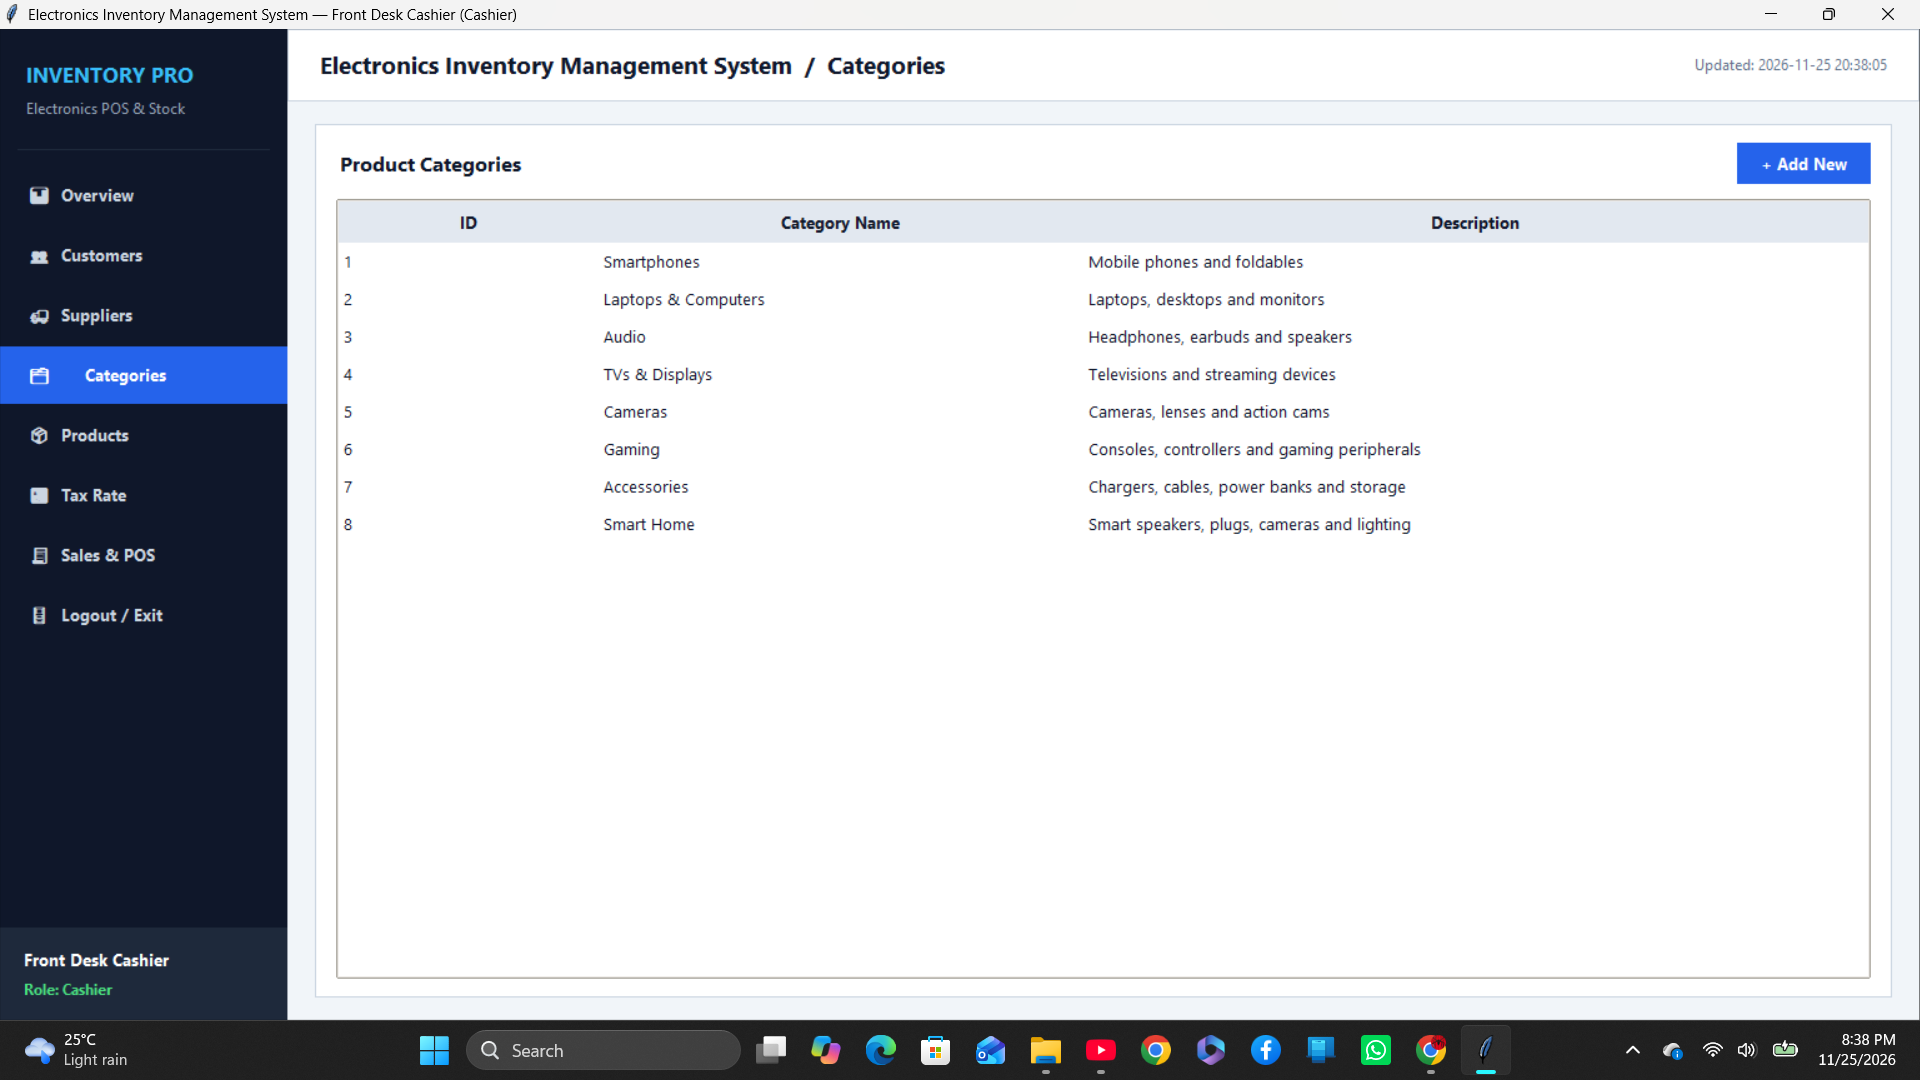 Electronics Inventory Management System — Front Desk Cashier (Cashier)
INVENTORY PRO
Electronics POS & Stock
Overview
Customers
Suppliers
Categories
Products
Tax Rate
Sales & POS
Logout / Exit
Front Desk Cashier
Role: Cashier
Electronics Inventory Management System / Categories
Updated: 2026-11-25 20:38:05
Product Categories
+ Add New
ID Category Name Description
1 Smartphones Mobile phones and foldables
2 Laptops & Computers Laptops, desktops and monitors
3 Audio Headphones, earbuds and speakers
4 TVs & Displays Televisions and streaming devices
5 Cameras Cameras, lenses and action cams
6 Gaming Consoles, controllers and gaming peripherals
7 Accessories Chargers, cables, power banks and storage
8 Smart Home Smart speakers, plugs, cameras and lighting
25°C
Light rain
Search
8:38 PM
11/25/2026